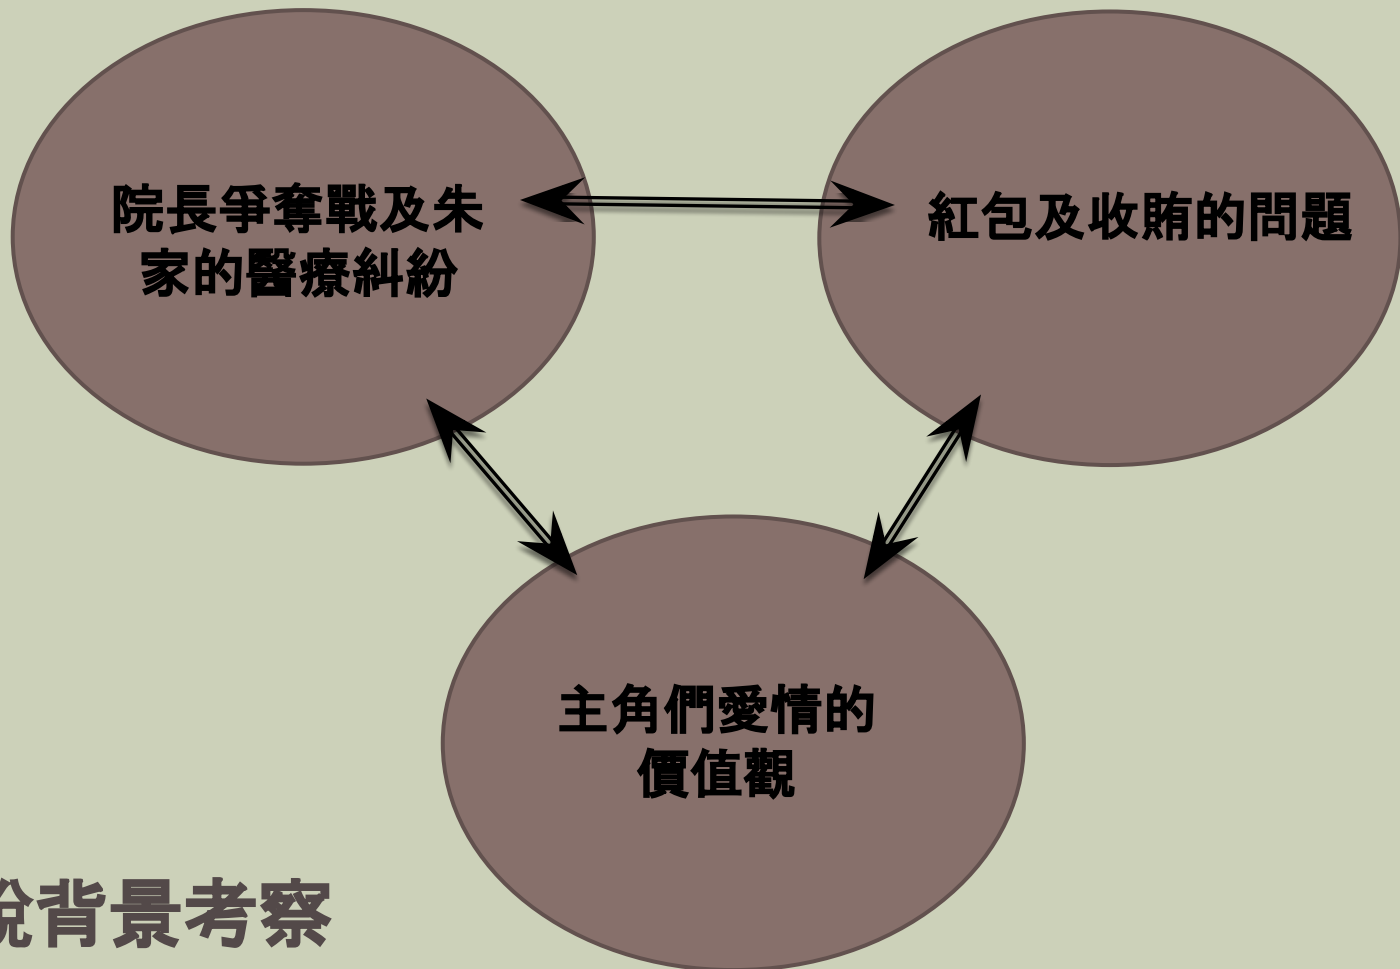 院長爭奪戰及朱
家的醫療糾紛
紅包及收賄的問題
主角們愛情的
價值觀
背景考察